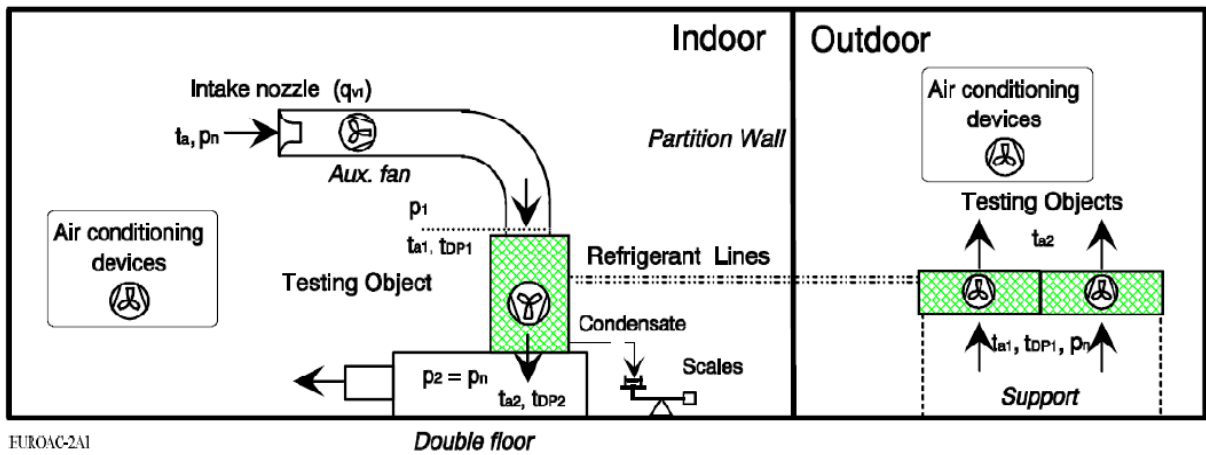 Indoor
Outdoor
Intake nozzle (qv1)
ta, pn
Aux. fan
Partition Wall
Air conditioning
devices
Testing Objects
ta2
p1
ta1, tDP1
Air conditioning
devices
Testing Object
Refrigerant Lines
Condensate
Scales
p2 = pn
ta2, tDP2
ta1, tDP1, pn
Support
Double floor
EUROAC-2A1